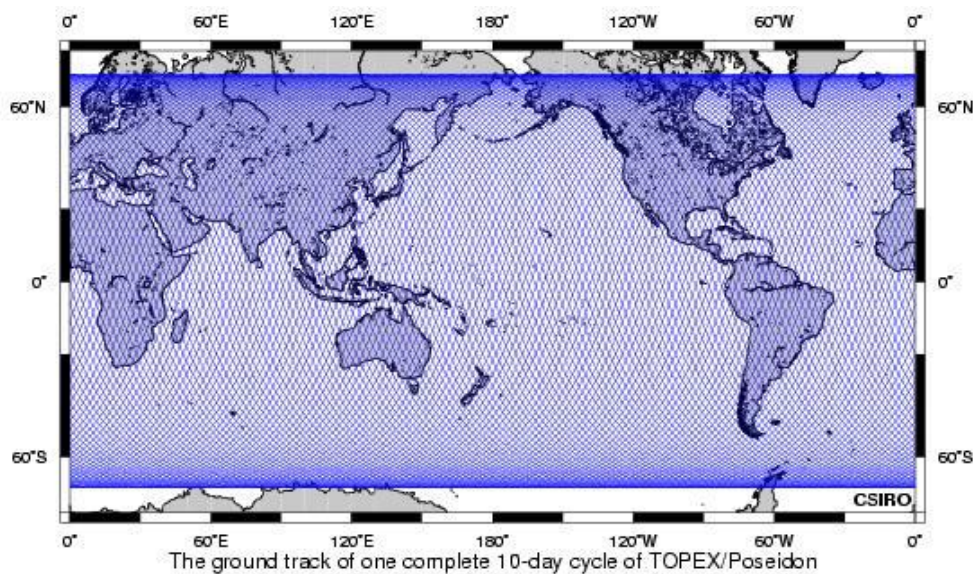 0° 60°E 120°E 180° 120°W 60°W 0°
60°N 60°N
0° 0°
60°S 60°S
CSIRO
0° 60°E 120°E 180° 120°W 60°W 0°
The ground track of one complete 10-day cycle of TOPEX/Poseidon